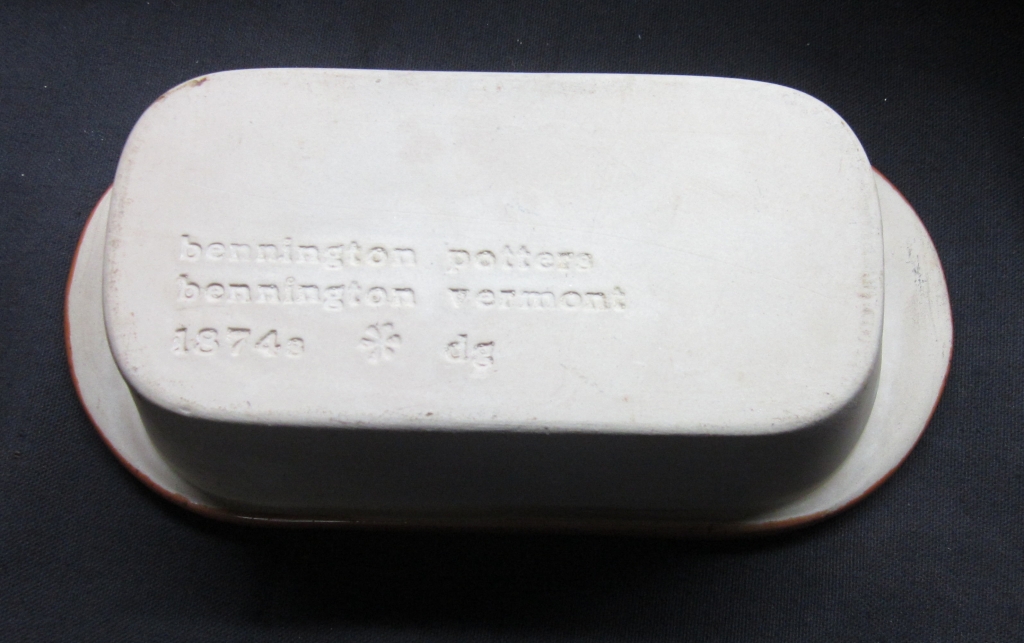 bennington potters
bennington vermont
1874s * dg